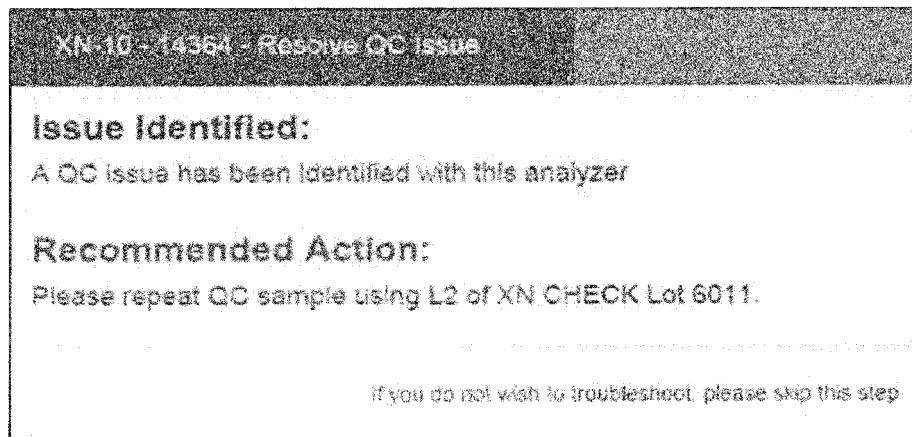 XN-10 - 14364 - Resolve QC Issue
Issue Identified:
A QC issue has been identified with this analyzer
Recommended Action:
Please repeat QC sample using L2 of XN CHECK Lot 6011.
If you do not wish to troubleshoot, please skip this step